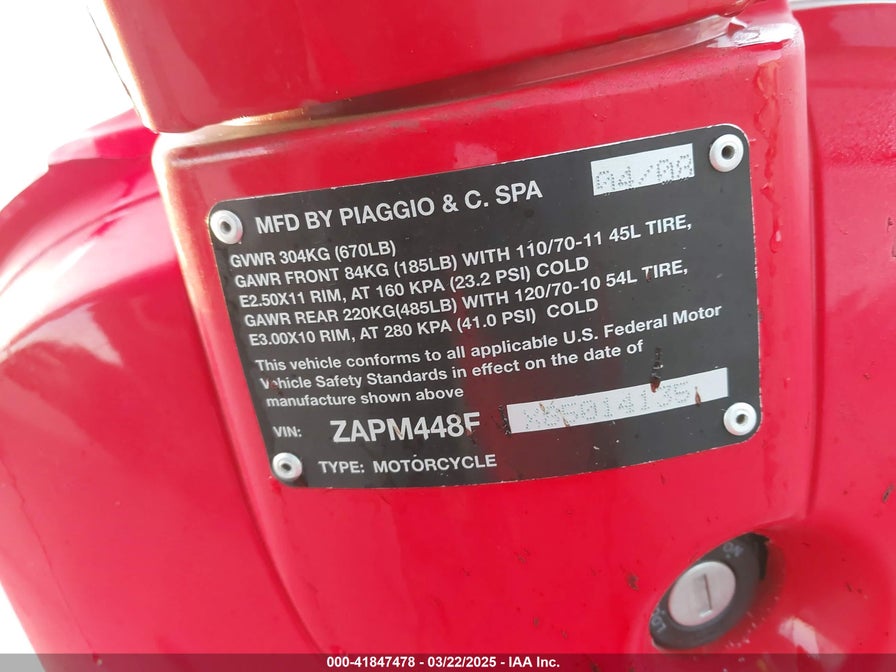 04/08
MFD BY PIAGGIO & C. SPA
GVWR 304KG (670LB)
GAWR FRONT 84KG (185LB) WITH 110/70-11 45L TIRE,
E2.50X11 RIM, AT 160 KPA (23.2 PSI) COLD
GAWR REAR 220KG(485LB) WITH 120/70-10 54L TIRE,
E3.00X10 RIM, AT 280 KPA (41.0 PSI) COLD
This vehicle conforms to all applicable U.S. Federal Motor
Vehicle Safety Standards in effect on the date of
manufacture shown above
VIN: ZAPM448F
TYPE: MOTORCYCLE
000-41847478 - 03/22/2025 - IAA Inc.